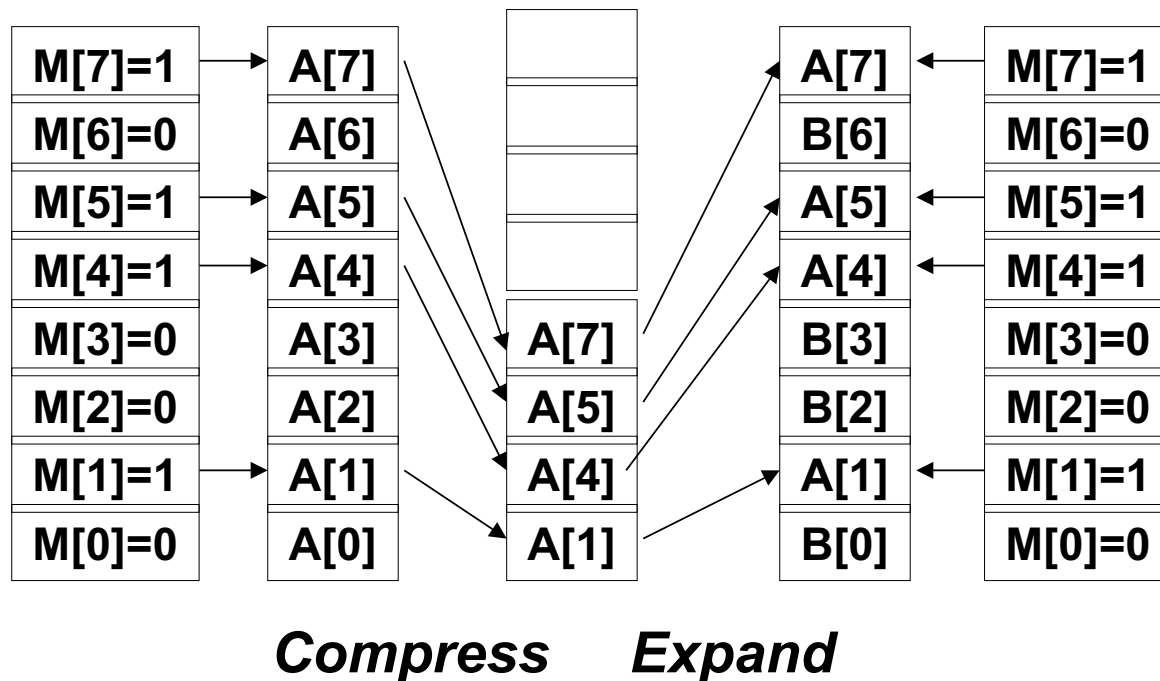 M[7]=1 A[7] A[7] M[7]=1
M[6]=0 A[6] B[6] M[6]=0
M[5]=1 A[5] A[5] M[5]=1
M[4]=1 A[4] A[4] M[4]=1
M[3]=0 A[3] A[7] B[3] M[3]=0
M[2]=0 A[2] A[5] B[2] M[2]=0
M[1]=1 A[1] A[4] A[1] M[1]=1
M[0]=0 A[0] A[1] B[0] M[0]=0
Compress Expand